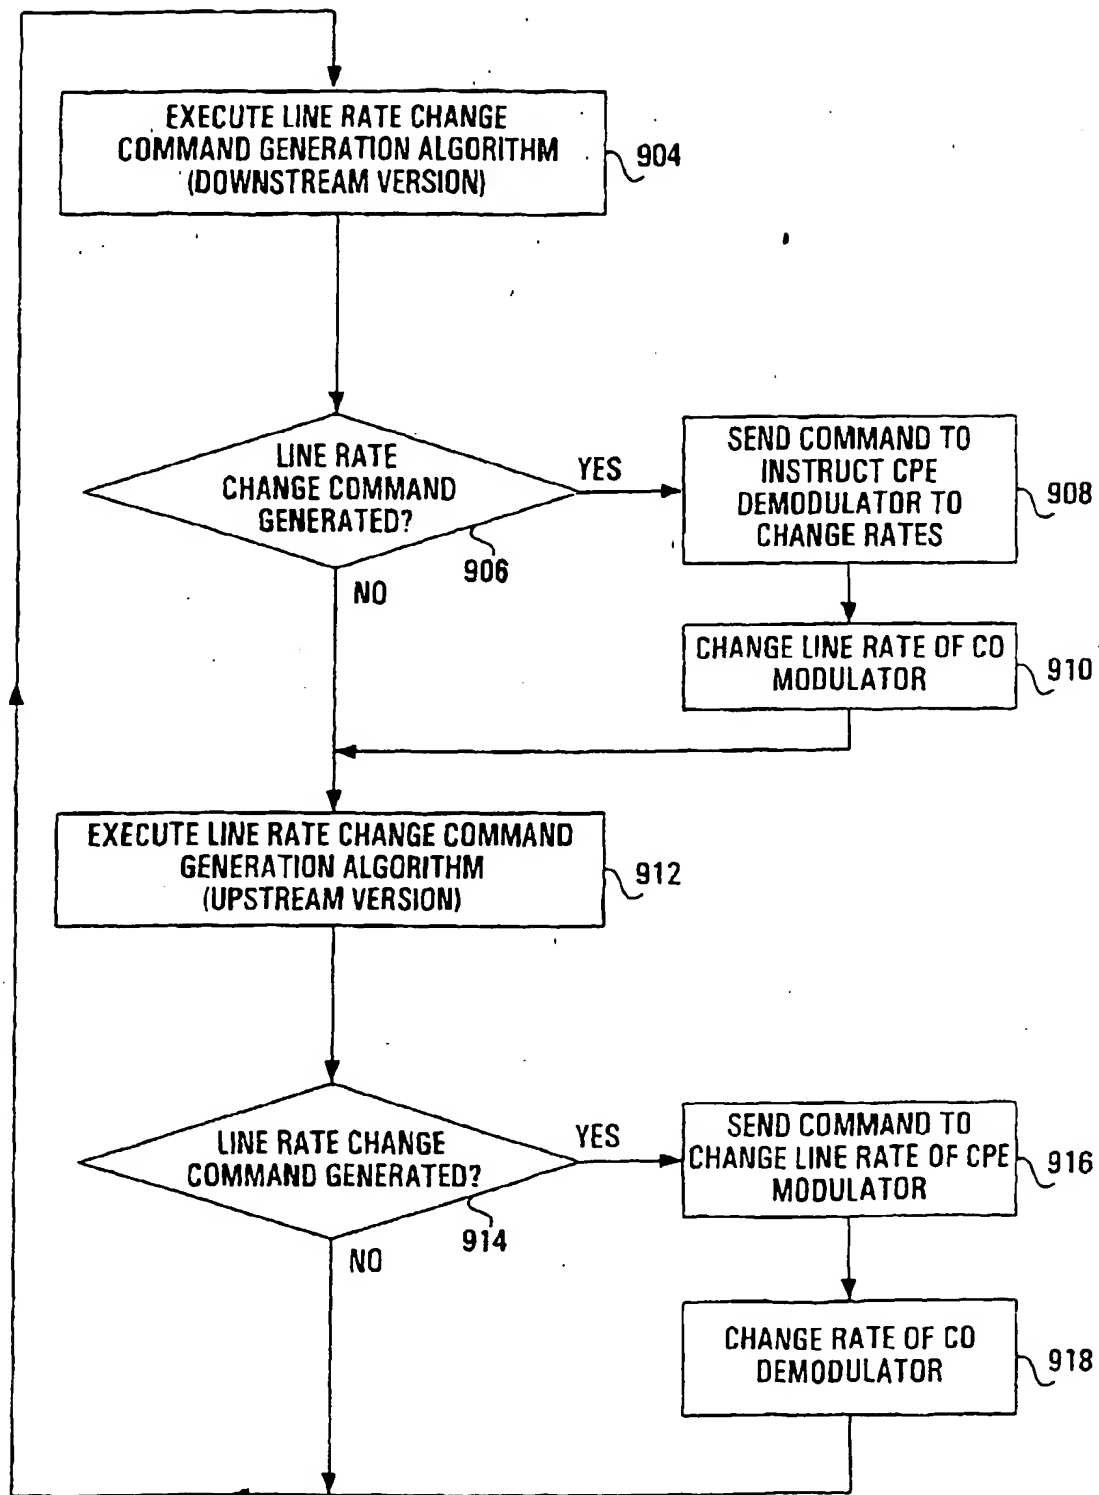 EXECUTE LINE RATE CHANGE
COMMAND GENERATION ALGORITHM
(DOWNSTREAM VERSION)
904
LINE RATE
CHANGE COMMAND
GENERATED?
906
YES
NO
SEND COMMAND TO
INSTRUCT CPE
DEMODULATOR TO
CHANGE RATES
908
CHANGE LINE RATE OF CO
MODULATOR
910
EXECUTE LINE RATE CHANGE COMMAND
GENERATION ALGORITHM
(UPSTREAM VERSION)
912
LINE RATE CHANGE
COMMAND GENERATED?
914
YES
NO
SEND COMMAND TO
CHANGE LINE RATE OF CPE
MODULATOR
916
CHANGE RATE OF CO
DEMODULATOR
918